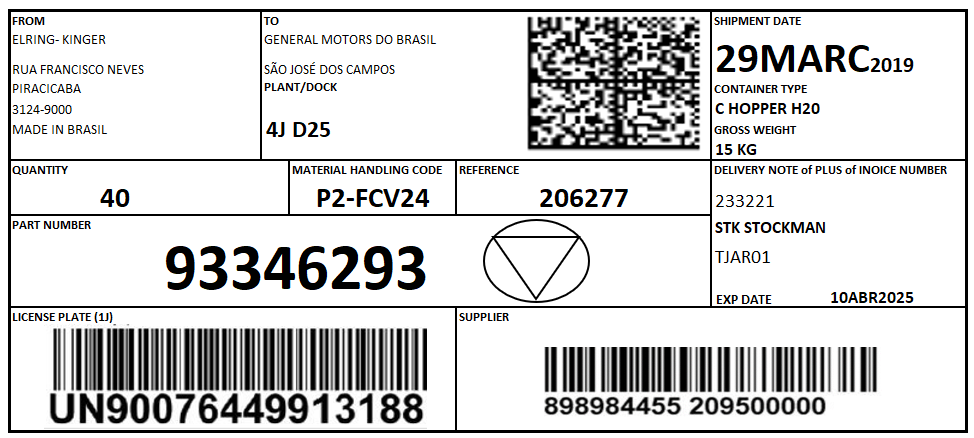 FROM
ELRING- KINGER
RUA FRANCISCO NEVES
PIRACICABA
3124-9000
MADE IN BRASIL
TO
GENERAL MOTORS DO BRASIL
SÃO JOSÉ DOS CAMPOS
PLANT/DOCK
4J D25
SHIPMENT DATE
29MARC2019
CONTAINER TYPE
C HOPPER H20
GROSS WEIGHT
15 KG
QUANTITY
40
MATERIAL HANDLING CODE
P2-FCV24
REFERENCE
206277
DELIVERY NOTE of PLUS of INOICE NUMBER
233221
STK STOCKMAN
TJAR01
EXP DATE 10ABR2025
PART NUMBER
93346293
LICENSE PLATE (1J)
UN90076449913188
SUPPLIER
898984455 209500000